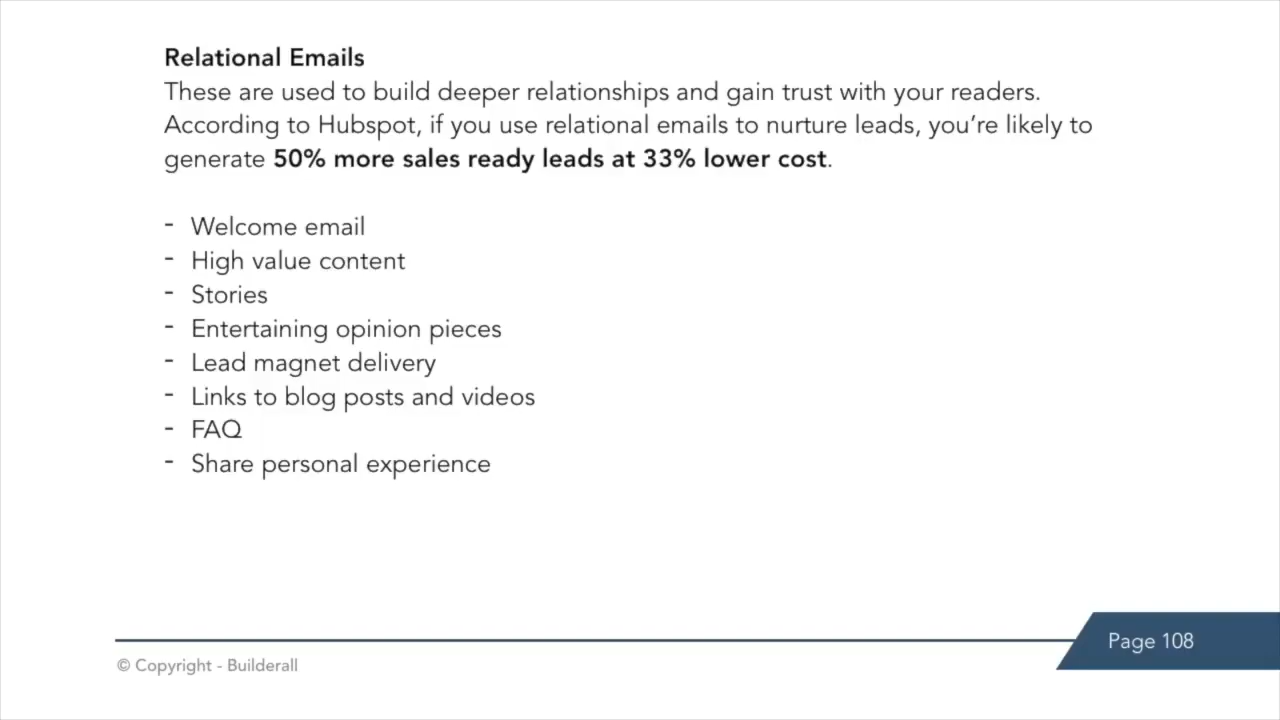 Relational Emails
These are used to build deeper relationships and gain trust with your readers.
According to Hubspot, if you use relational emails to nurture leads, you're likely to
generate 50% more sales ready leads at 33% lower cost.
- Welcome email
- High value content
- Stories
- Entertaining opinion pieces
- Lead magnet delivery
- Links to blog posts and videos
- FAQ
- Share personal experience
Page 108
© Copyright - Builderall